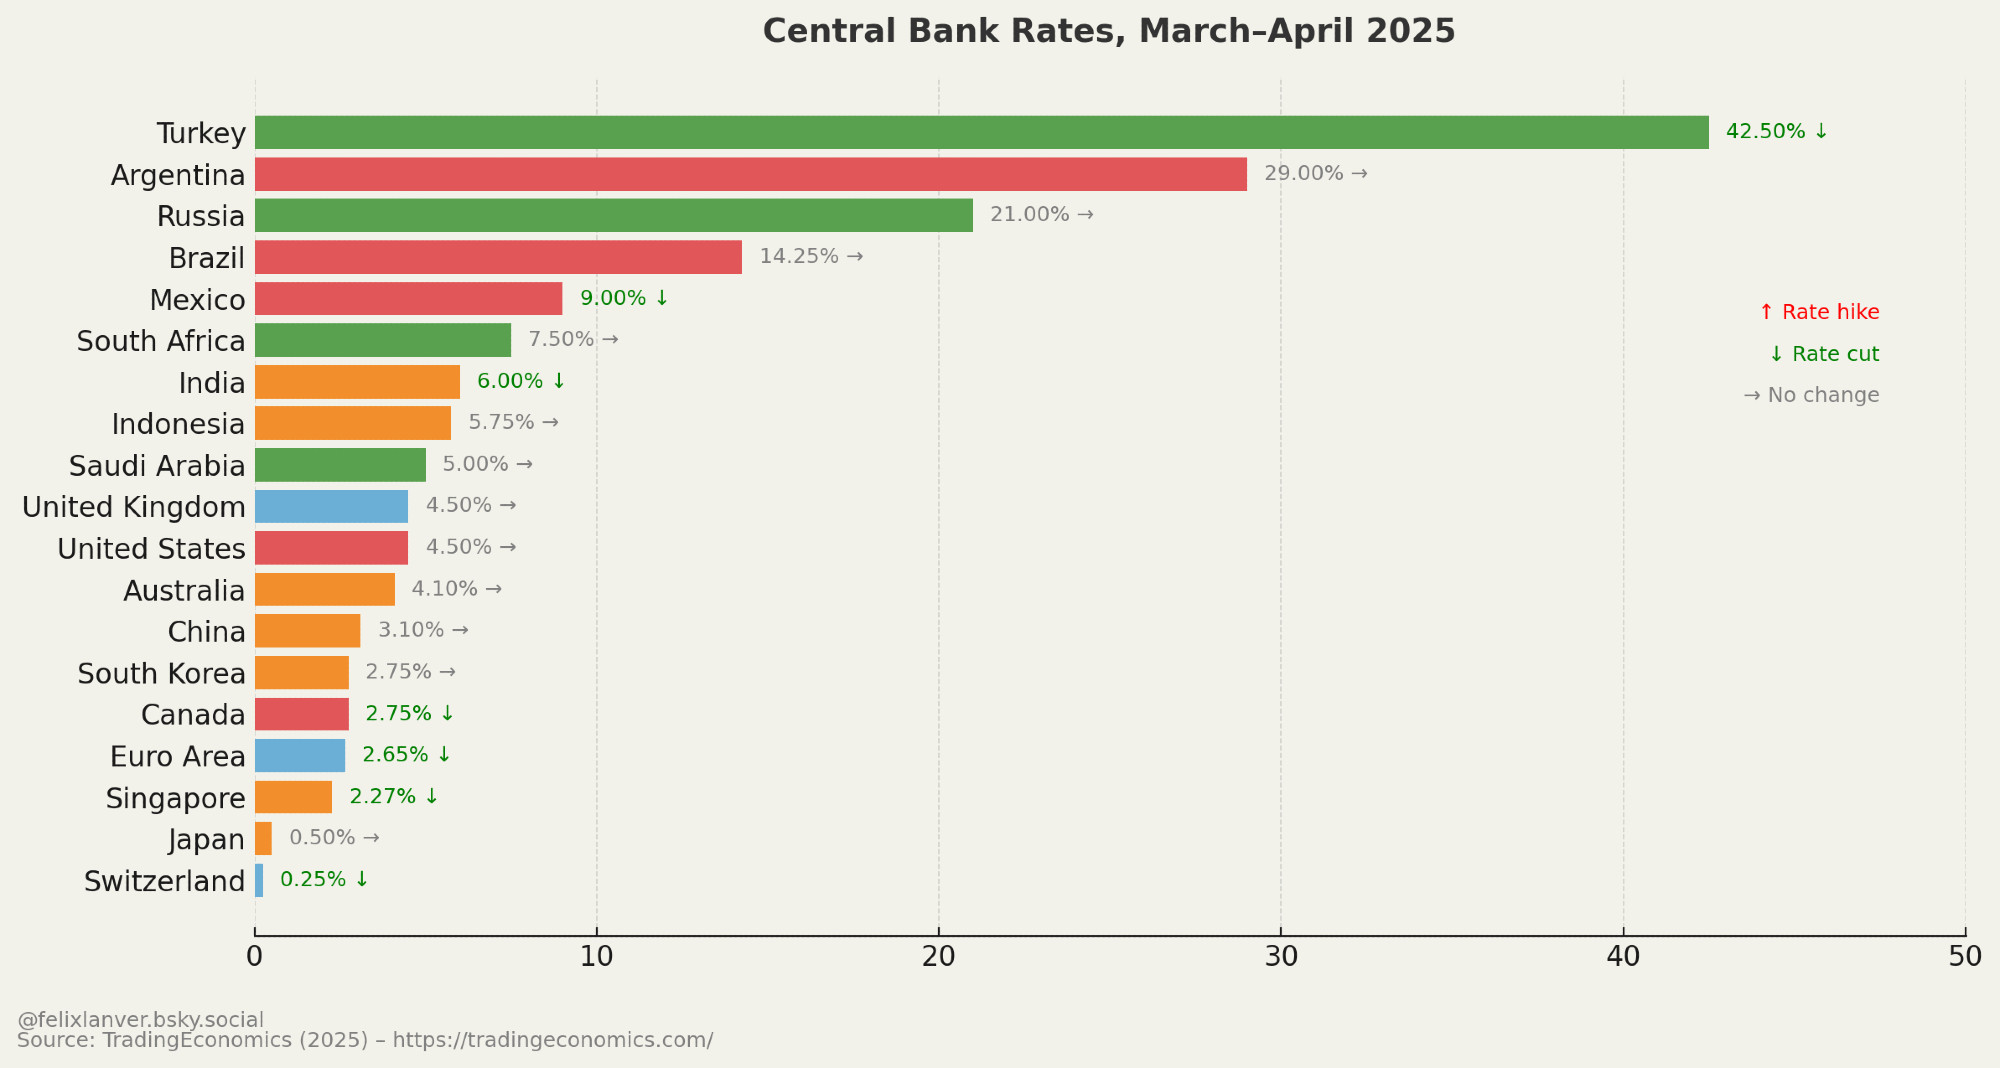 Central Bank Rates, March–April 2025
Turkey 42.50% ↓
Argentina 29.00% →
Russia 21.00% →
Brazil 14.25% →
Mexico 9.00% ↓
↑ Rate hike
South Africa 7.50% →
↓ Rate cut
India 6.00% ↓
→ No change
Indonesia 5.75% →
Saudi Arabia 5.00% →
United Kingdom 4.50% →
United States 4.50% →
Australia 4.10% →
China 3.10% →
South Korea 2.75% →
Canada 2.75% ↓
Euro Area 2.65% ↓
Singapore 2.27% ↓
Japan 0.50% →
Switzerland 0.25% ↓
0 10 20 30 40 50
@felixlanver.bsky.social
Source: TradingEconomics (2025) – https://tradingeconomics.com/